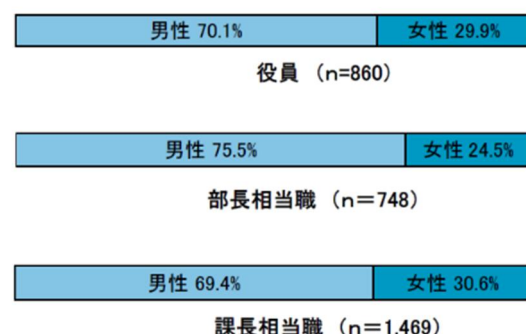 男性 70.1% 女性 29.9%
役員 （n=860）
男性 75.5% 女性 24.5%
部長相当職 （n＝748）
男性 69.4% 女性 30.6%
課長相当職 （n＝1,469）